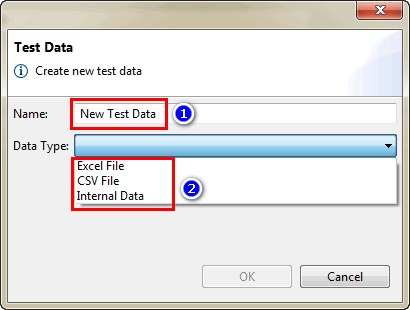 Test Data
Create new test data
Name: New Test Data 1
Data Type:
Excel File
CSV File
Internal Data
2
OK Cancel